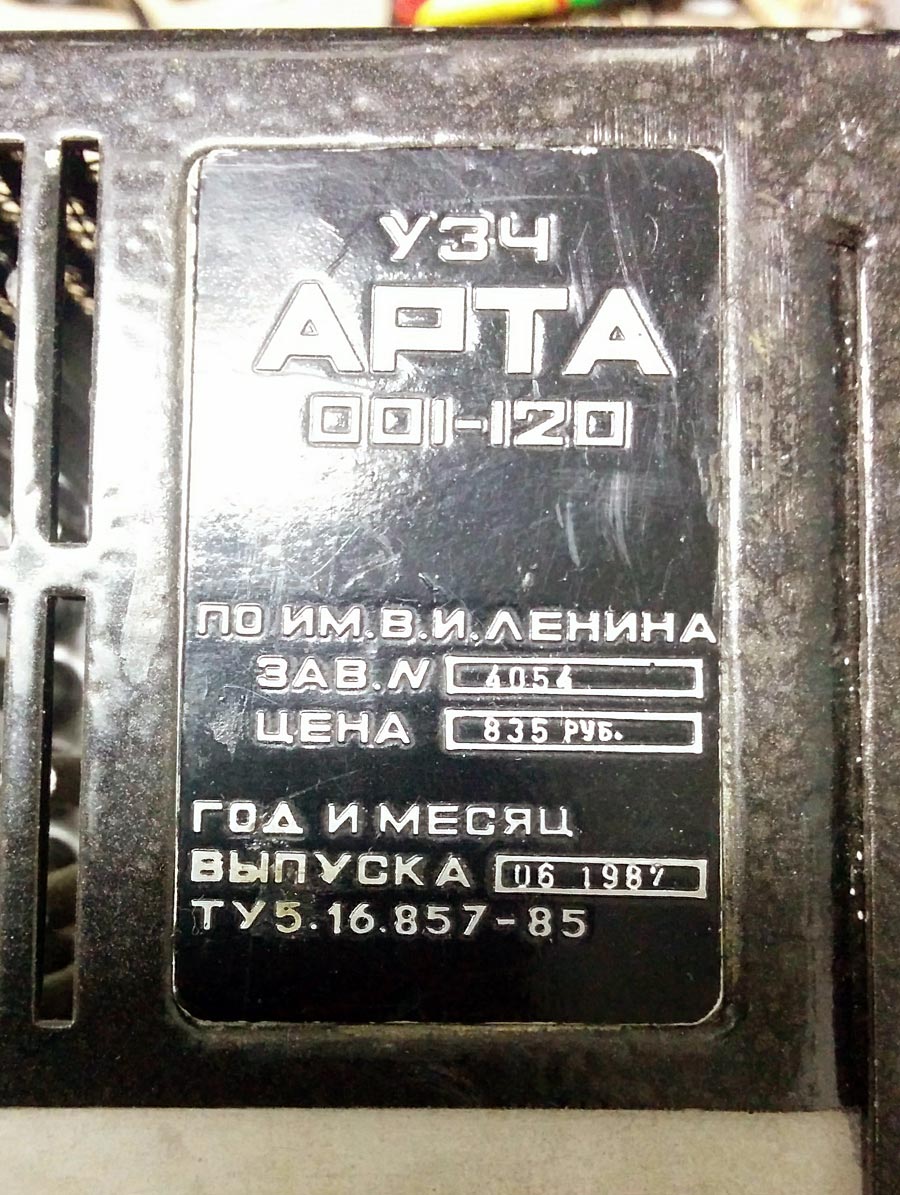 УЗЧ
АРТА
001-120
ПО ИМ.В.И.ЛЕНИНА
ЗАВ.N 4054
ЦЕНА 835 РУБ.
ГОД И МЕСЯЦ
ВЫПУСКА 06 1987
ТУ5.16.857-85